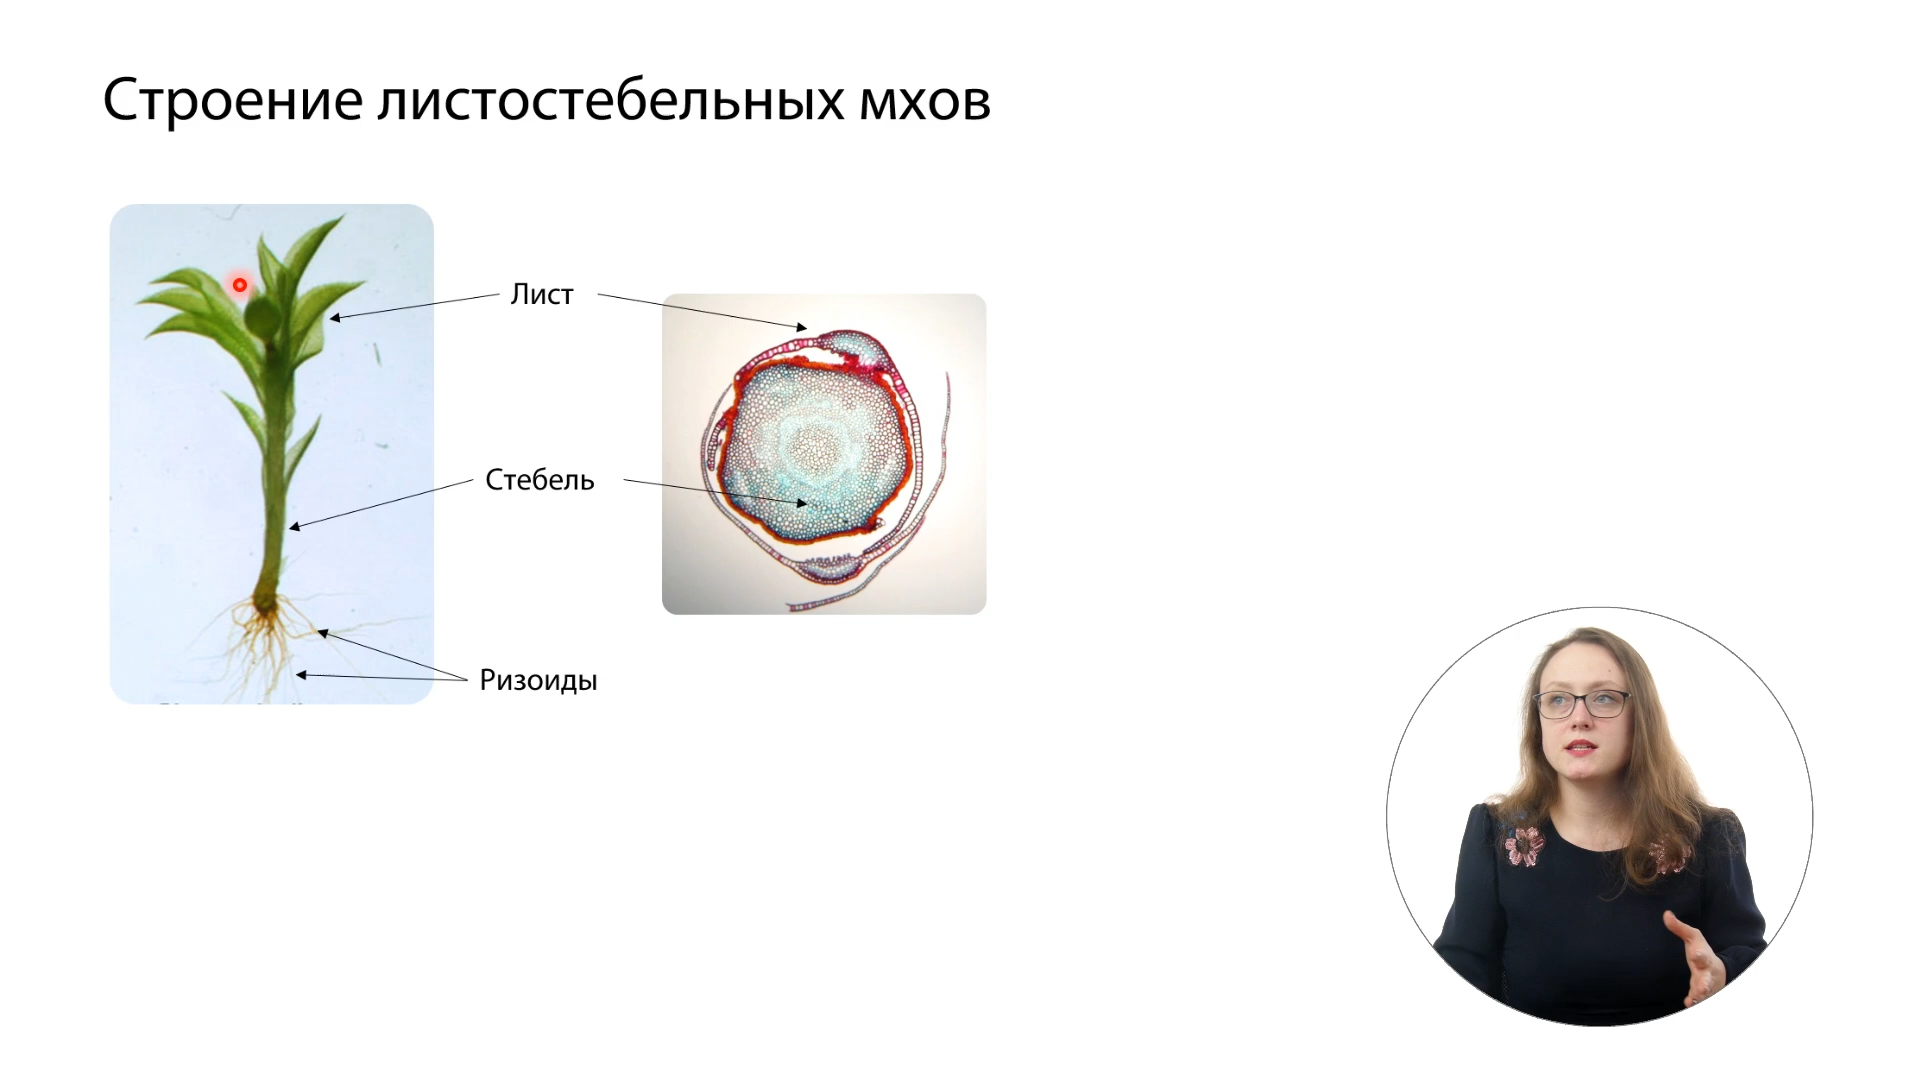 Строение листостебельных мхов
Лист
Стебель
Ризоиды